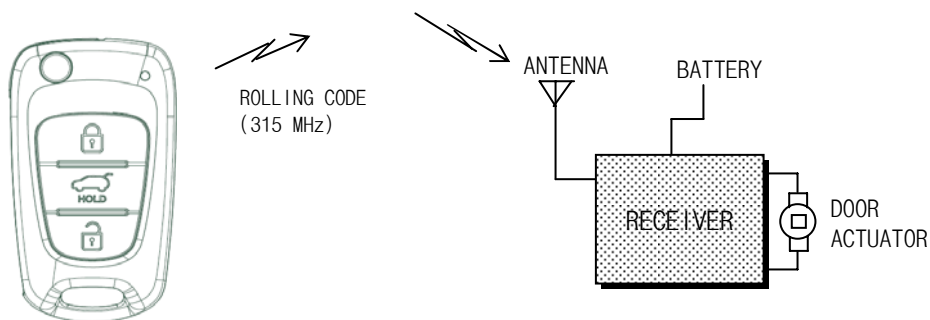 HOLD
ROLLING CODE
(315 MHz)
ANTENNA
BATTERY
RECEIVER
DOOR
ACTUATOR